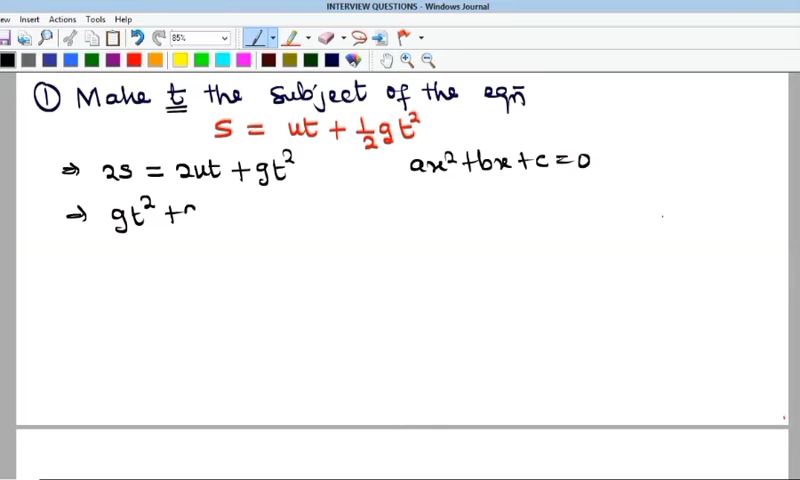 INTERVIEW QUESTIONS - Windows Journal
ew Insert Actions Tools Help
85%
① Make t the subject of the eqn̄
s = ut + ½gt²
⇒ 2s = 2ut + gt² ax² + bx + c = 0
⇒ gt² +